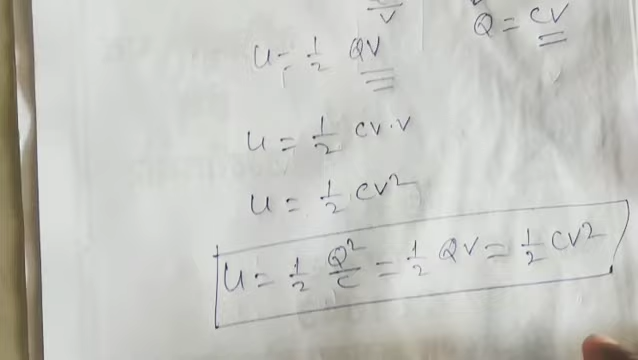 V
Q = CV
U = 1/2 QV
U = 1/2 CV·V
U = 1/2 CV²
U = 1/2 Q²/C = 1/2 QV = 1/2 CV²